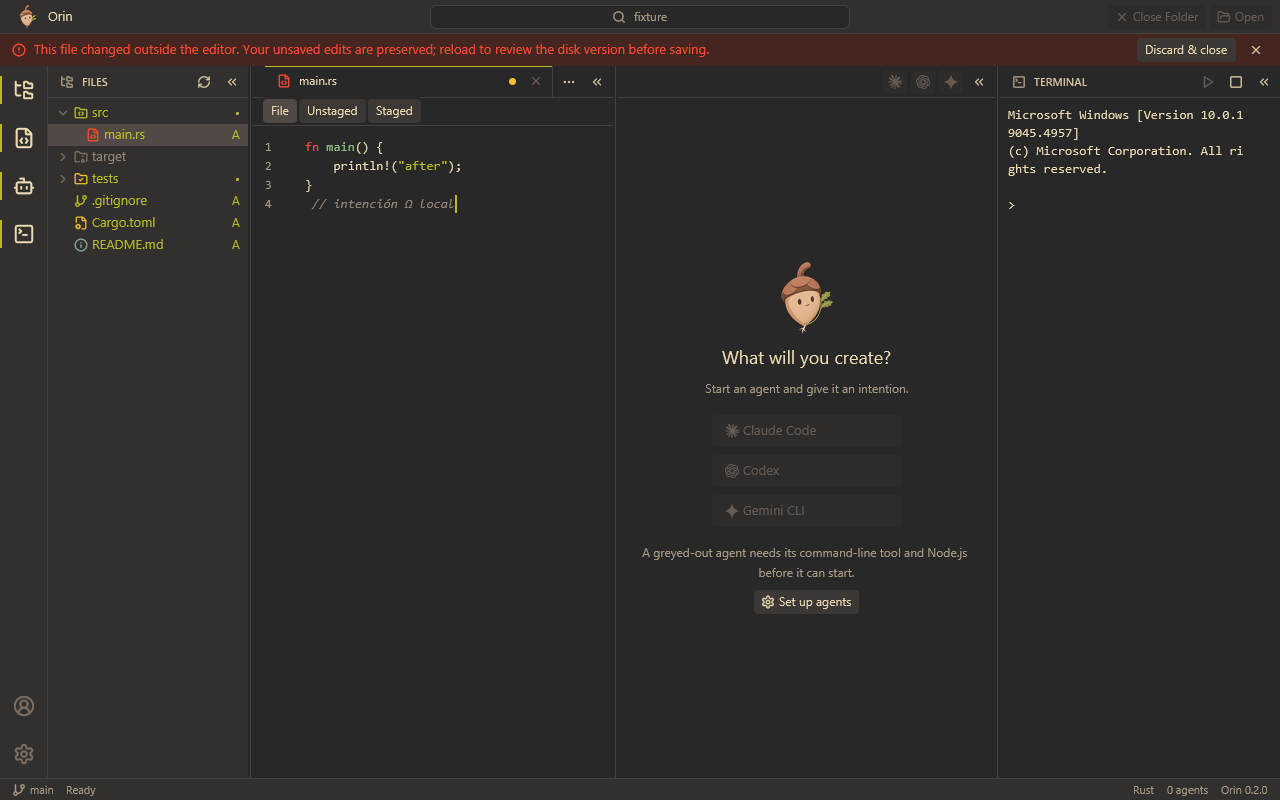 Orin
fixture
Close Folder
Open
This file changed outside the editor. Your unsaved edits are preserved; reload to review the disk version before saving.
Discard & close
FILES
src
main.rs A
target
tests
.gitignore A
Cargo.toml A
README.md A
main.rs
File Unstaged Staged
1 fn main() {
2 println!("after");
3 }
4 // intención Ω local
What will you create?
Start an agent and give it an intention.
Claude Code
Codex
Gemini CLI
A greyed-out agent needs its command-line tool and Node.js
before it can start.
Set up agents
TERMINAL
Microsoft Windows [Version 10.0.1
9045.4957]
(c) Microsoft Corporation. All ri
ghts reserved.
>
main Ready
Rust 0 agents Orin 0.2.0